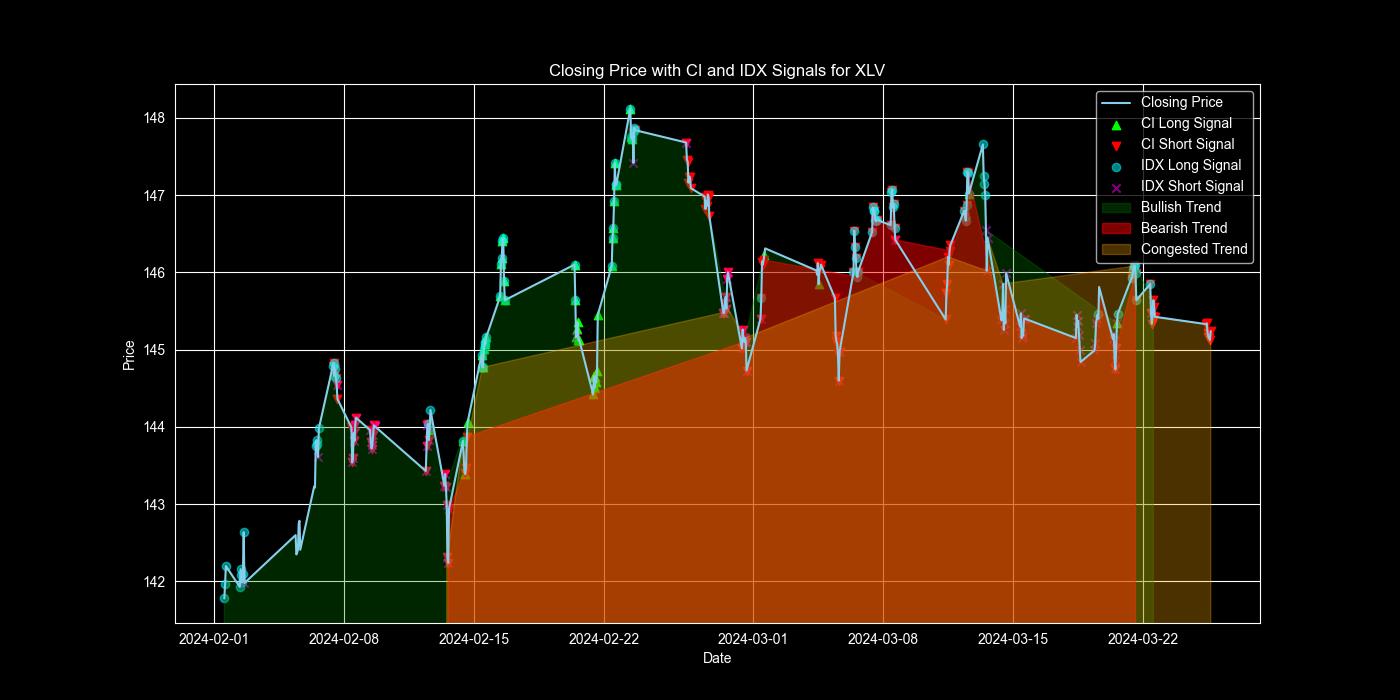 Closing Price with CI and IDX Signals for XLV
Closing Price
CI Long Signal
CI Short Signal
IDX Long Signal
IDX Short Signal
Bullish Trend
Bearish Trend
Congested Trend
Price
148
147
146
145
144
143
142
2024-02-01
2024-02-08
2024-02-15
2024-02-22
2024-03-01
2024-03-08
2024-03-15
2024-03-22
Date